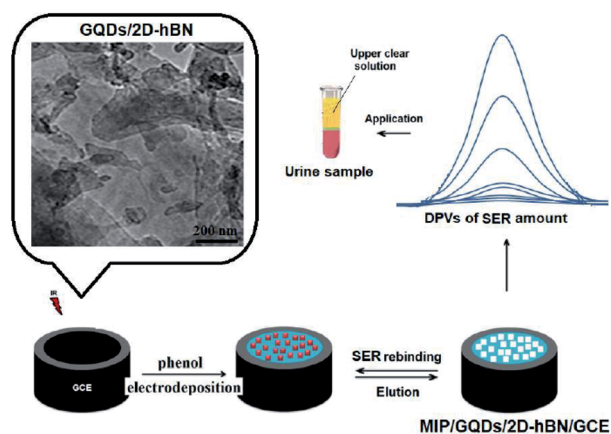 GQDs/2D-hBN
200 nm
Upper clear
solution
Application
Urine sample
DPVs of SER amount
IR
GCE
phenol
electrodeposition
SER rebinding
Elution
MIP/GQDs/2D-hBN/GCE